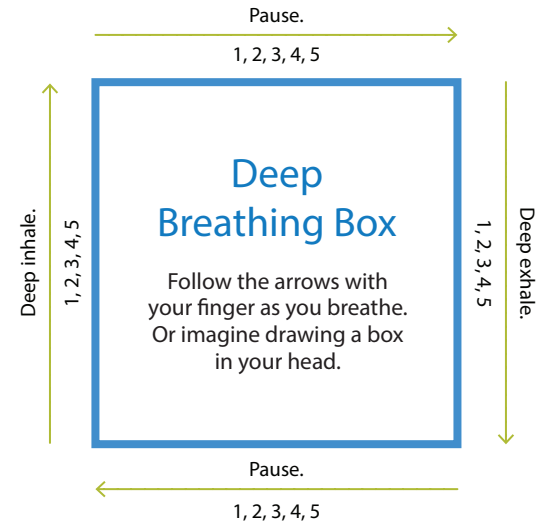 Pause.
1, 2, 3, 4, 5
Deep inhale.
1, 2, 3, 4, 5
Deep
Breathing Box
Follow the arrows with
your finger as you breathe.
Or imagine drawing a box
in your head.
Deep exhale.
1, 2, 3, 4, 5
Pause.
1, 2, 3, 4, 5